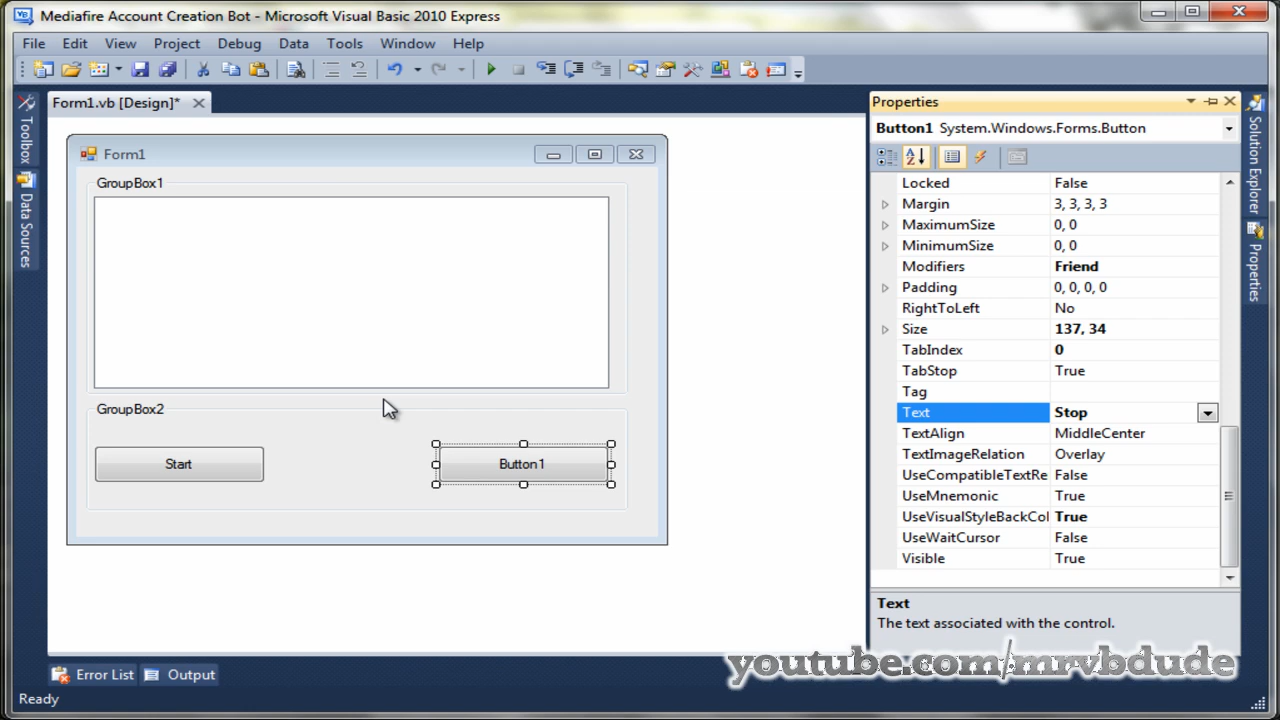 Mediafire Account Creation Bot - Microsoft Visual Basic 2010 Express
File Edit View Project Debug Data Tools Window Help
Form1.vb [Design]*
Toolbox
Data Sources
Form1
GroupBox1
GroupBox2
Start
Button1
Properties
Button1 System.Windows.Forms.Button
Locked False
Margin 3, 3, 3, 3
MaximumSize 0, 0
MinimumSize 0, 0
Modifiers Friend
Padding 0, 0, 0, 0
RightToLeft No
Size 137, 34
TabIndex 0
TabStop True
Tag
Text Stop
TextAlign MiddleCenter
TextImageRelation Overlay
UseCompatibleTextRe False
UseMnemonic True
UseVisualStyleBackCol True
UseWaitCursor False
Visible True
Text
The text associated with the control.
Solution Explorer
Properties
Error List Output
Ready
youtube.com/mrvbdude